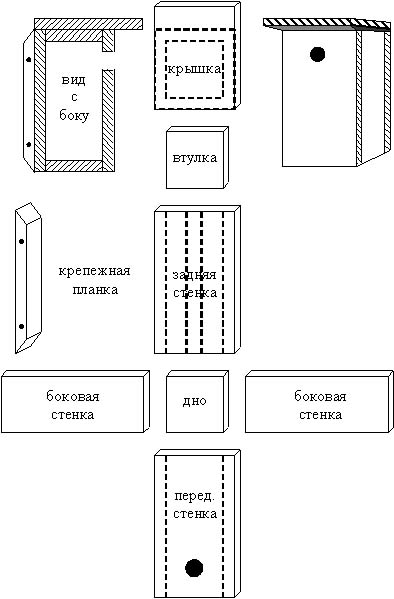 вид
с
боку
крышка
втулка
крепежная
планка
задняя
стенка
боковая
стенка
дно
боковая
стенка
перед.
стенка